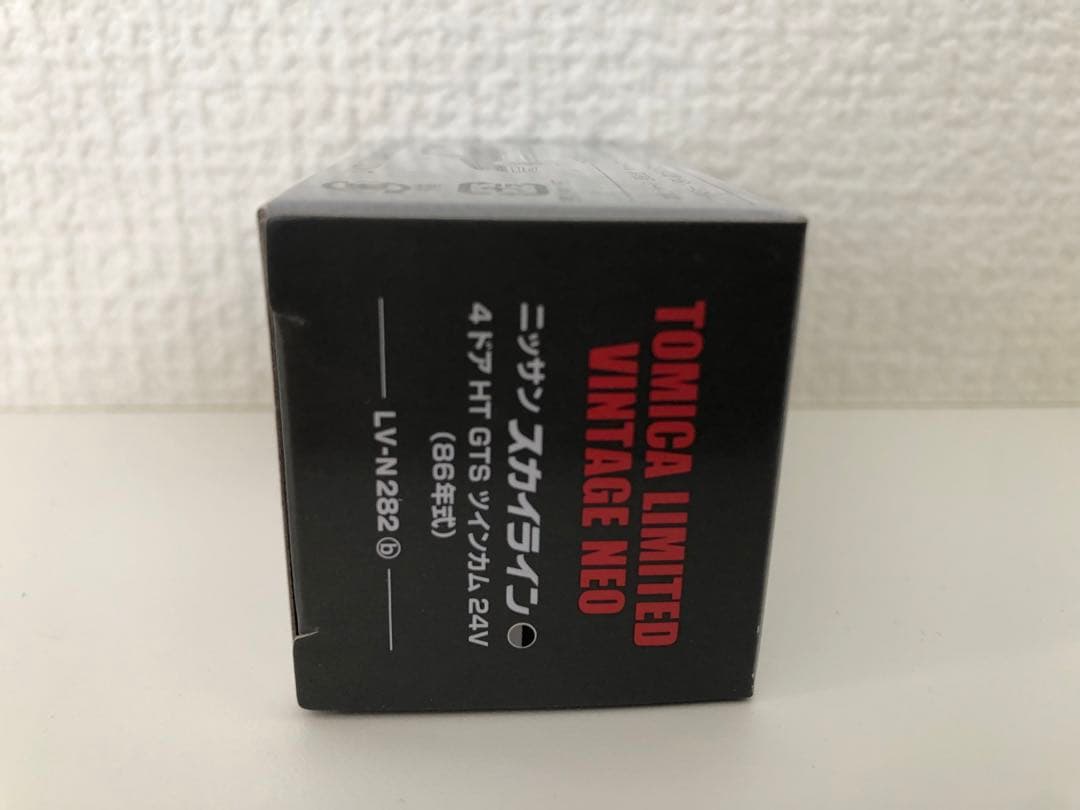 TOMICA LIMITED
VINTAGE NEO
ニッサン スカイライン
4ドア HT GTS ツインカム 24V
(86年式)
LV-N282 ⓑ